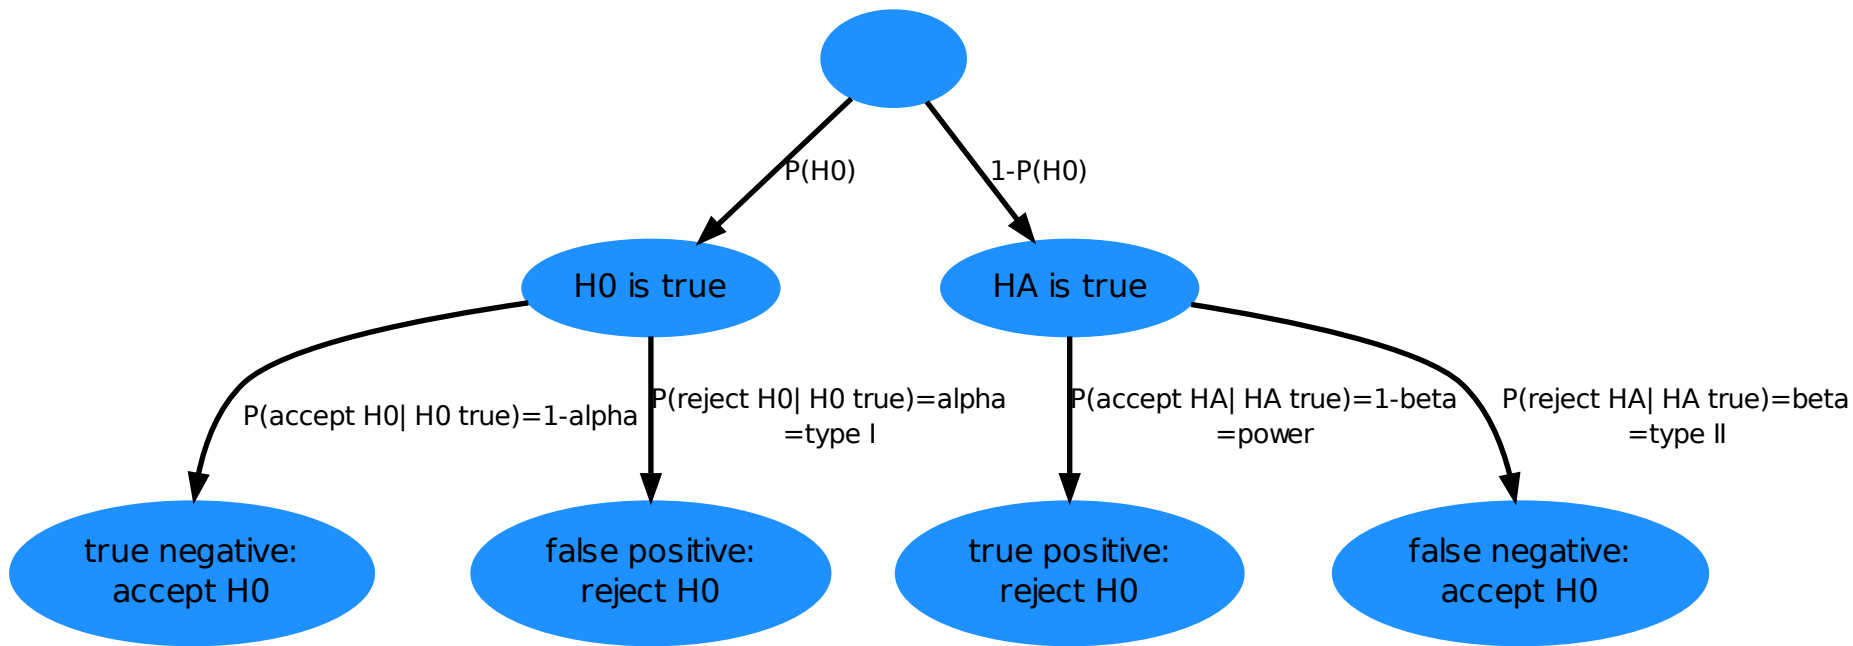 P(H0)
1-P(H0)
H0 is true
HA is true
P(accept H0| H0 true)=1-alpha
P(reject H0| H0 true)=alpha
=type I
P(accept HA| HA true)=1-beta
=power
P(reject HA| HA true)=beta
=type II
true negative:
accept H0
false positive:
reject H0
true positive:
reject H0
false negative:
accept H0